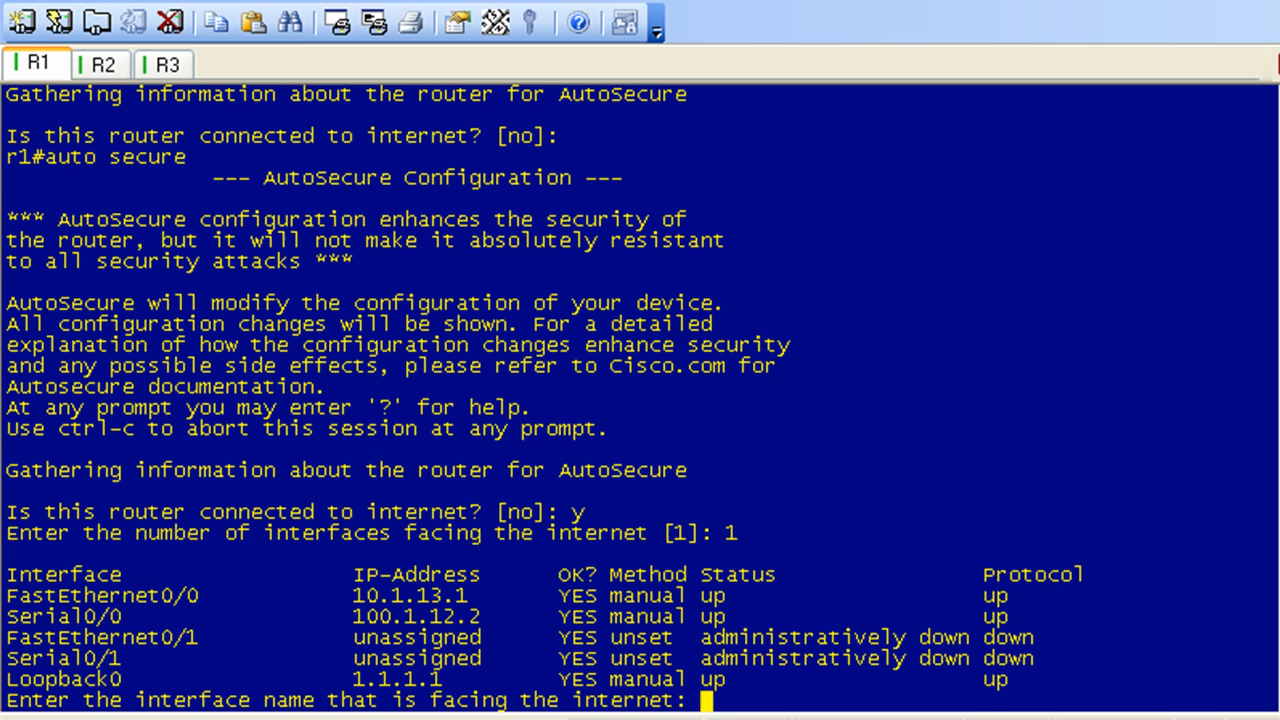 R1 R2 R3
Gathering information about the router for AutoSecure
Is this router connected to internet? [no]:
r1#auto secure
--- AutoSecure Configuration ---
*** AutoSecure configuration enhances the security of
the router, but it will not make it absolutely resistant
to all security attacks ***
AutoSecure will modify the configuration of your device.
All configuration changes will be shown. For a detailed
explanation of how the configuration changes enhance security
and any possible side effects, please refer to Cisco.com for
Autosecure documentation.
At any prompt you may enter '?' for help.
Use ctrl-c to abort this session at any prompt.
Gathering information about the router for AutoSecure
Is this router connected to internet? [no]: y
Enter the number of interfaces facing the internet [1]: 1
Interface IP-Address OK? Method Status Protocol
FastEthernet0/0 10.1.13.1 YES manual up up
Serial0/0 100.1.12.2 YES manual up up
FastEthernet0/1 unassigned YES unset administratively down down
Serial0/1 unassigned YES unset administratively down down
Loopback0 1.1.1.1 YES manual up up
Enter the interface name that is facing the internet: